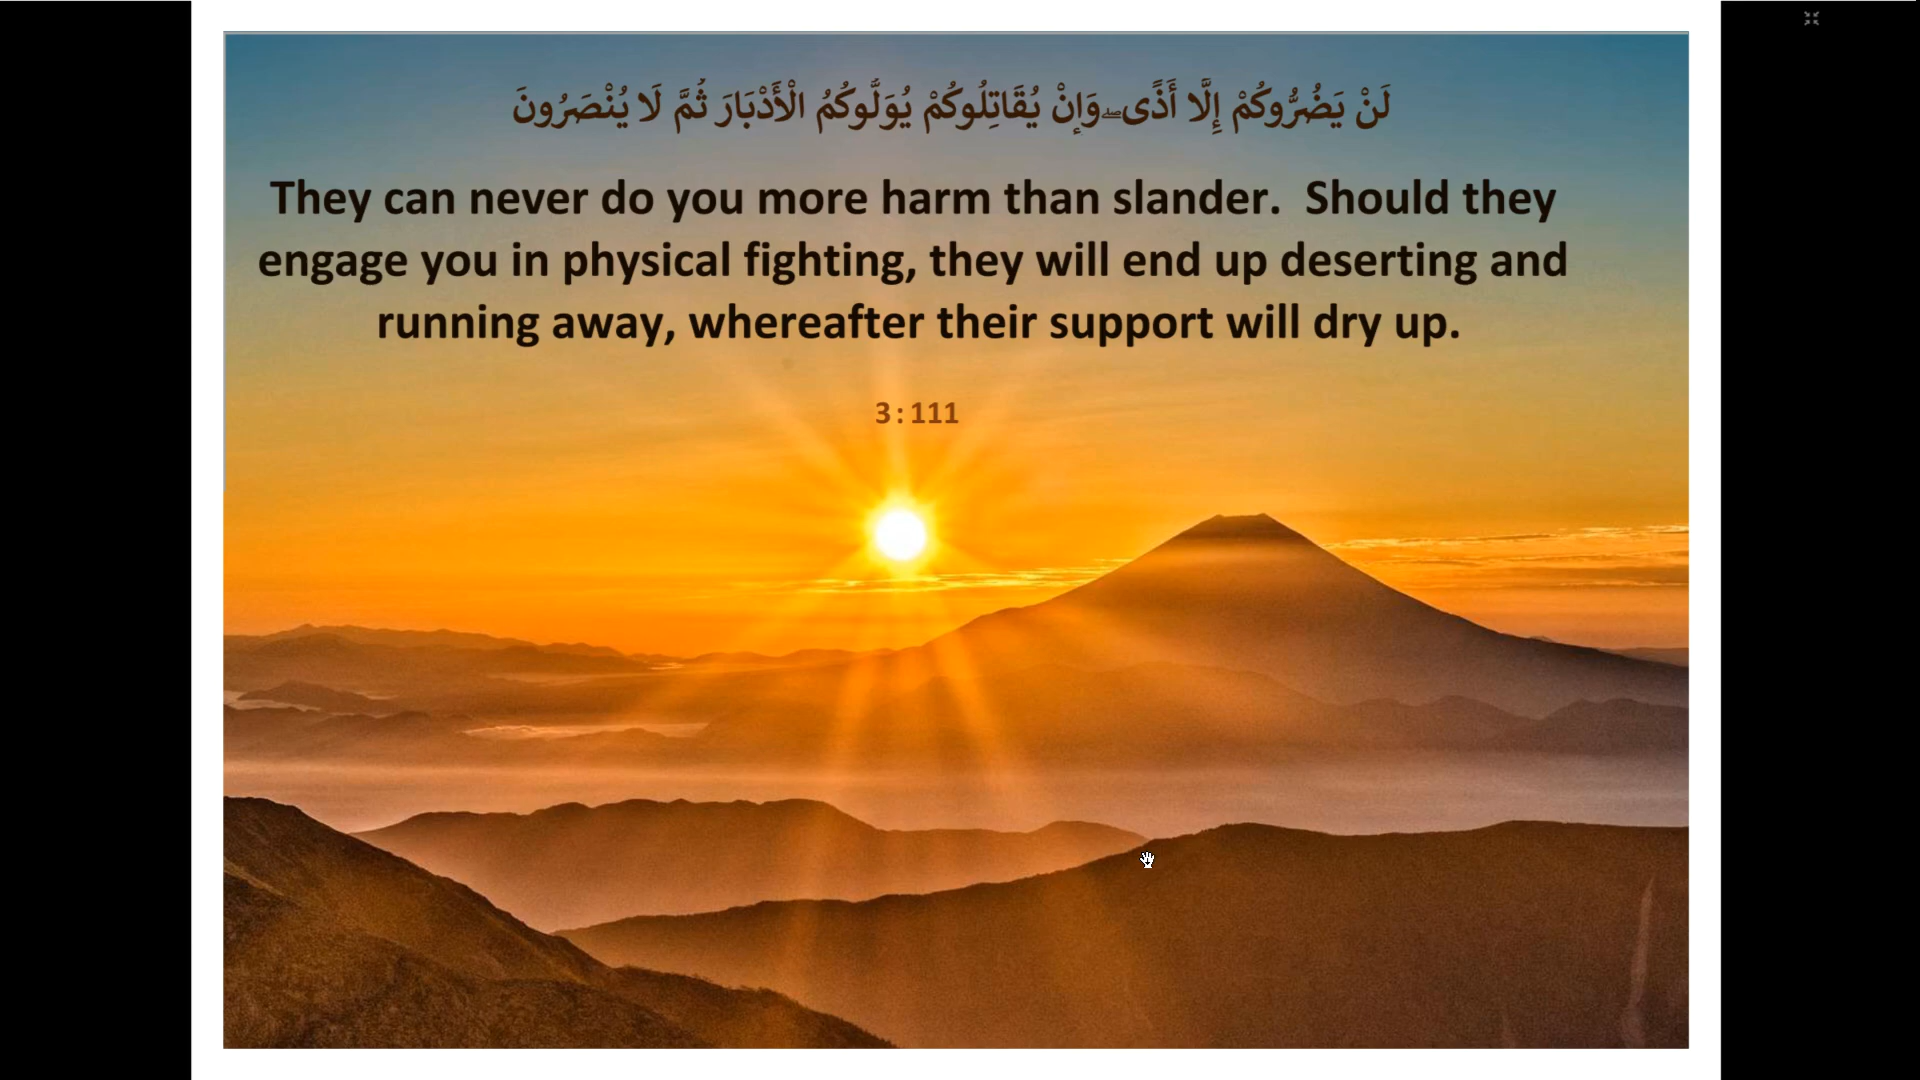 لَنْ يَضُرُّوكُمْ إِلَّا أَذًى ۖ وَإِنْ يُقَاتِلُوكُمْ يُوَلُّوكُمُ الْأَدْبَارَ ثُمَّ لَا يُنْصَرُونَ
They can never do you more harm than slander.  Should they
engage you in physical fighting, they will end up deserting and
running away, whereafter their support will dry up.
3 : 111